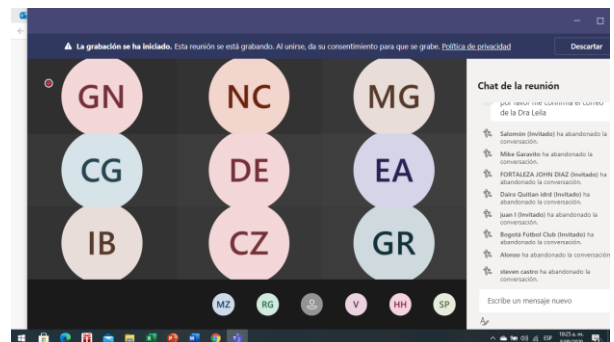 La grabación se ha iniciado. Esta reunión se está grabando. Al unirse, da su consentimiento para que se grabe. Política de privacidad
Descartar
Chat de la reunión
por favor me confirma el correo
de la Dra Leila
Salomón (Invitado) ha abandonado la
conversación.
Mike Garavito ha abandonado la
conversación.
FORTALEZA JOHN DIAZ (Invitado) ha
abandonado la conversación.
Dairo Quitian idrd (Invitado) ha
abandonado la conversación.
juan l (Invitado) ha abandonado la
conversación.
Bogotá Fútbol Club (Invitado) ha
abandonado la conversación.
Alonso ha abandonado la conversación.
steven castro ha abandonado la
conversación.
Escribe un mensaje nuevo
GN NC MG
CG DE EA
IB CZ GR
MZ RG V HH SP
ESP
10:25 a. m.